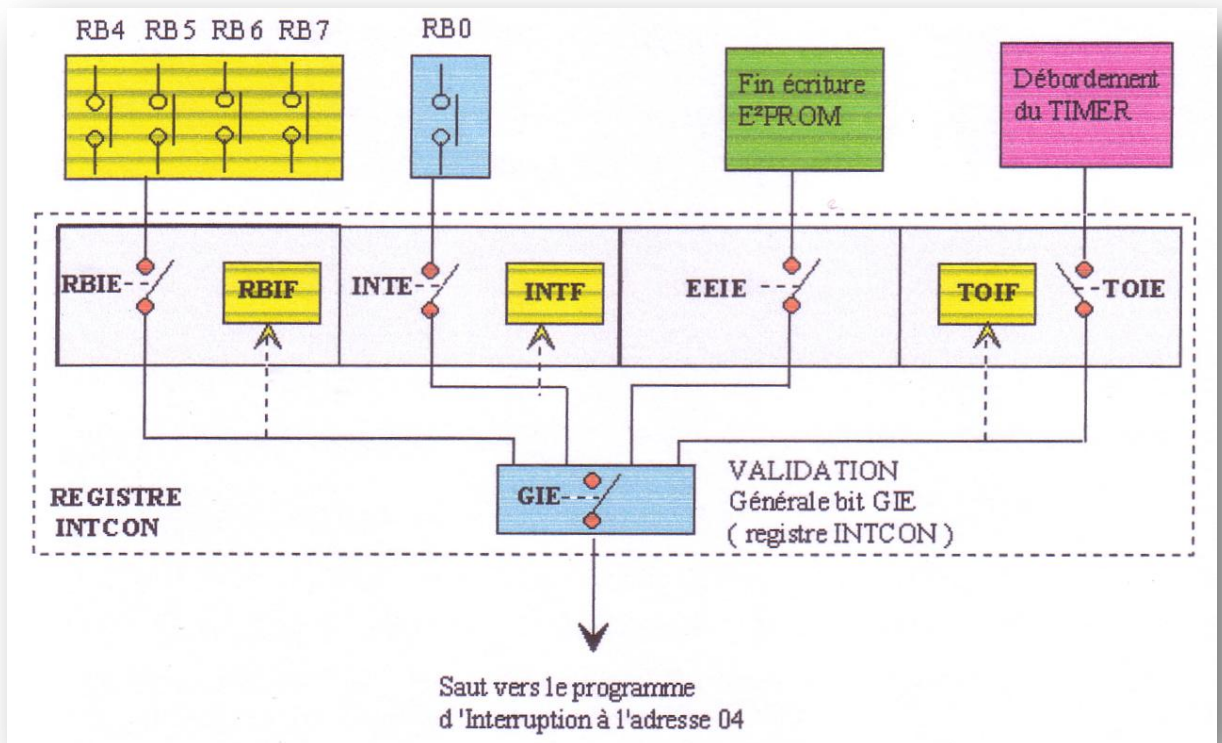 RB4 RB5 RB6 RB7
RB0
Fin écriture
E²PROM
Débordement
du TIMER
RBIE
RBIF
INTE
INTF
EEIE
TOIF
TOIE
GIE
VALIDATION
Générale bit GIE
( registre INTCON )
REGISTRE
INTCON
Saut vers le programme
d 'Interruption à l'adresse 04